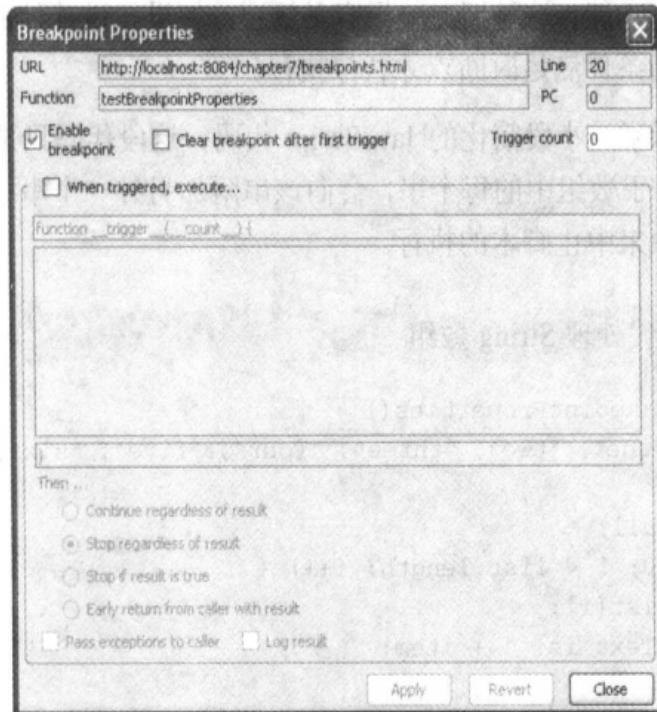 Breakpoint Properties
URL http://localhost:8084/chapter7/breakpoints.html Line 20
Function testBreakpointProperties PC 0
Enable breakpoint Clear breakpoint after first trigger Trigger count 0
When triggered, execute...
function __trigger__ (__count__) {
}
Then ...
Continue regardless of result
Stop regardless of result
Stop if result is true
Early return from caller with result
Pass exceptions to caller Log result
Apply Revert Close